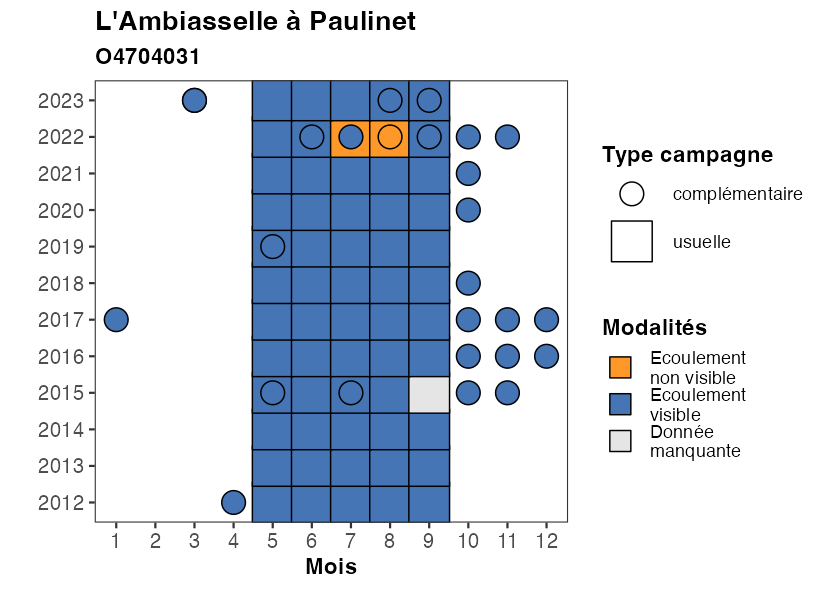 L'Ambiasselle à Paulinet
O4704031
2023
2022
2021
2020
2019
2018
2017
2016
2015
2014
2013
2012
1 2 3 4 5 6 7 8 9 10 11 12
Mois
Type campagne
complémentaire
usuelle
Modalités
Ecoulement
non visible
Ecoulement
visible
Donnée
manquante